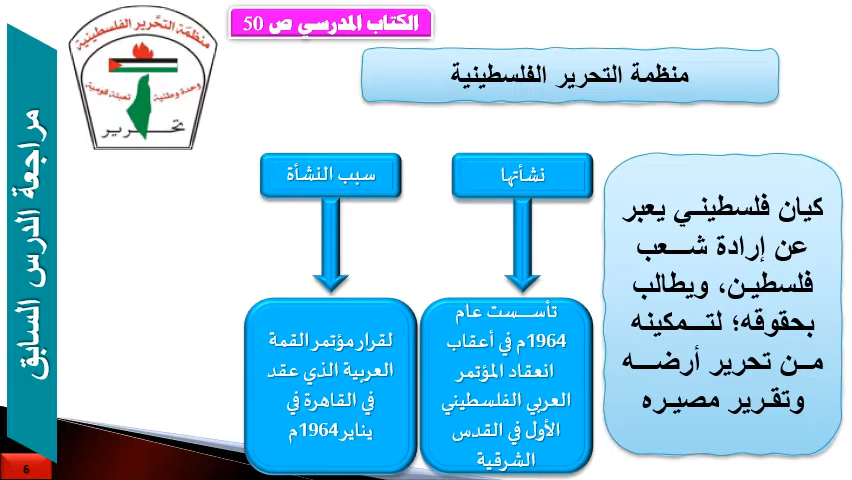 الكتاب المدرسي ص 50
منظمة التحرير الفلسطينية
منظمة التحرير الفلسطينية
وحدة وطنية
تعبئة قومية
تحرير
مراجعة الدرس السابق
كيان فلسطيني يعبر
عن إرادة شعب
فلسطين، ويطالب
بحقوقه؛ لتمكينه
من تحرير أرضه
وتقرير مصيره
نشأتها
تأسست عام
1964م في أعقاب
انعقاد المؤتمر
العربي الفلسطيني
الأول في القدس
الشرقية
سبب النشأة
لقرار مؤتمر القمة
العربية الذي عقد
في القاهرة في
يناير 1964م
6